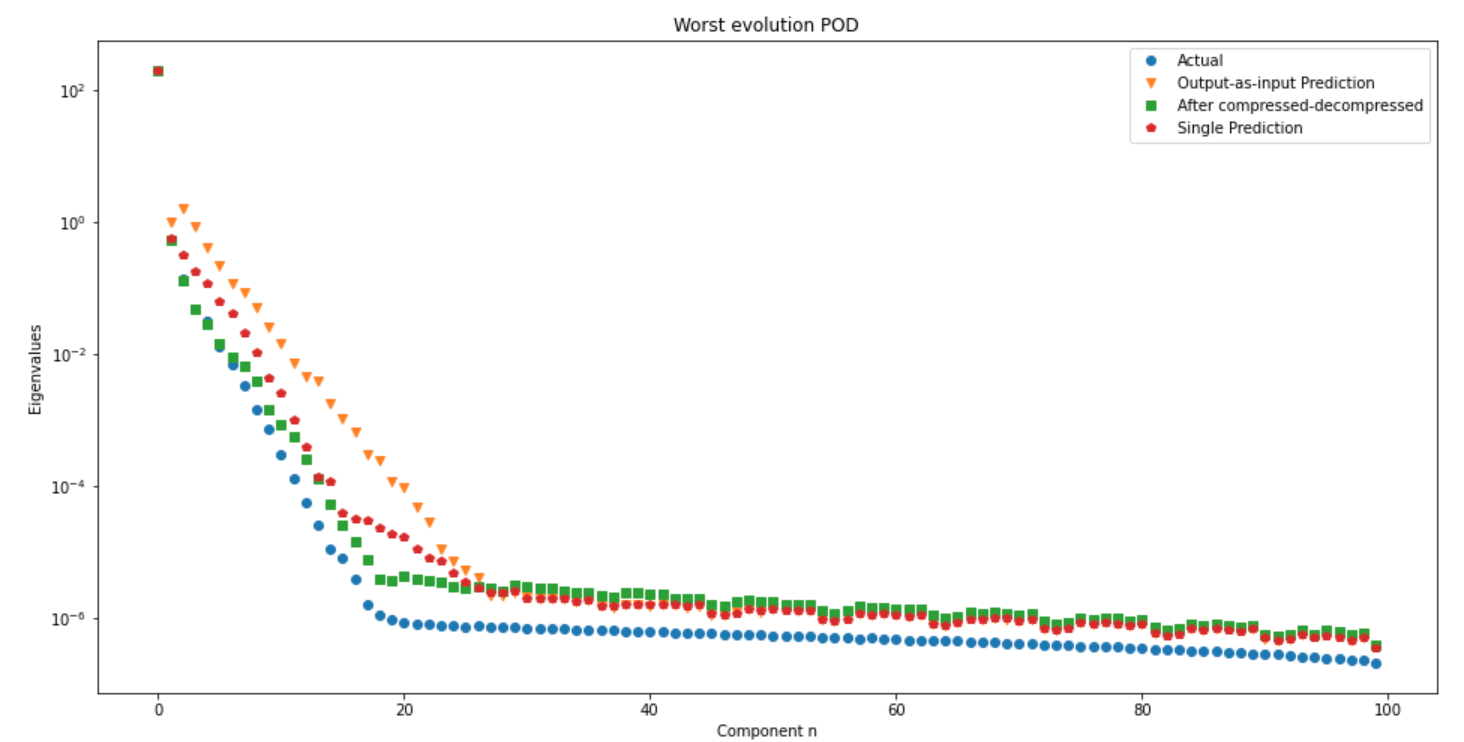 Worst evolution POD
Actual
Output-as-input Prediction
After compressed-decompressed
Single Prediction
Eigenvalues
10²
10⁰
10⁻²
10⁻⁴
10⁻⁶
0 20 40 60 80 100
Component n